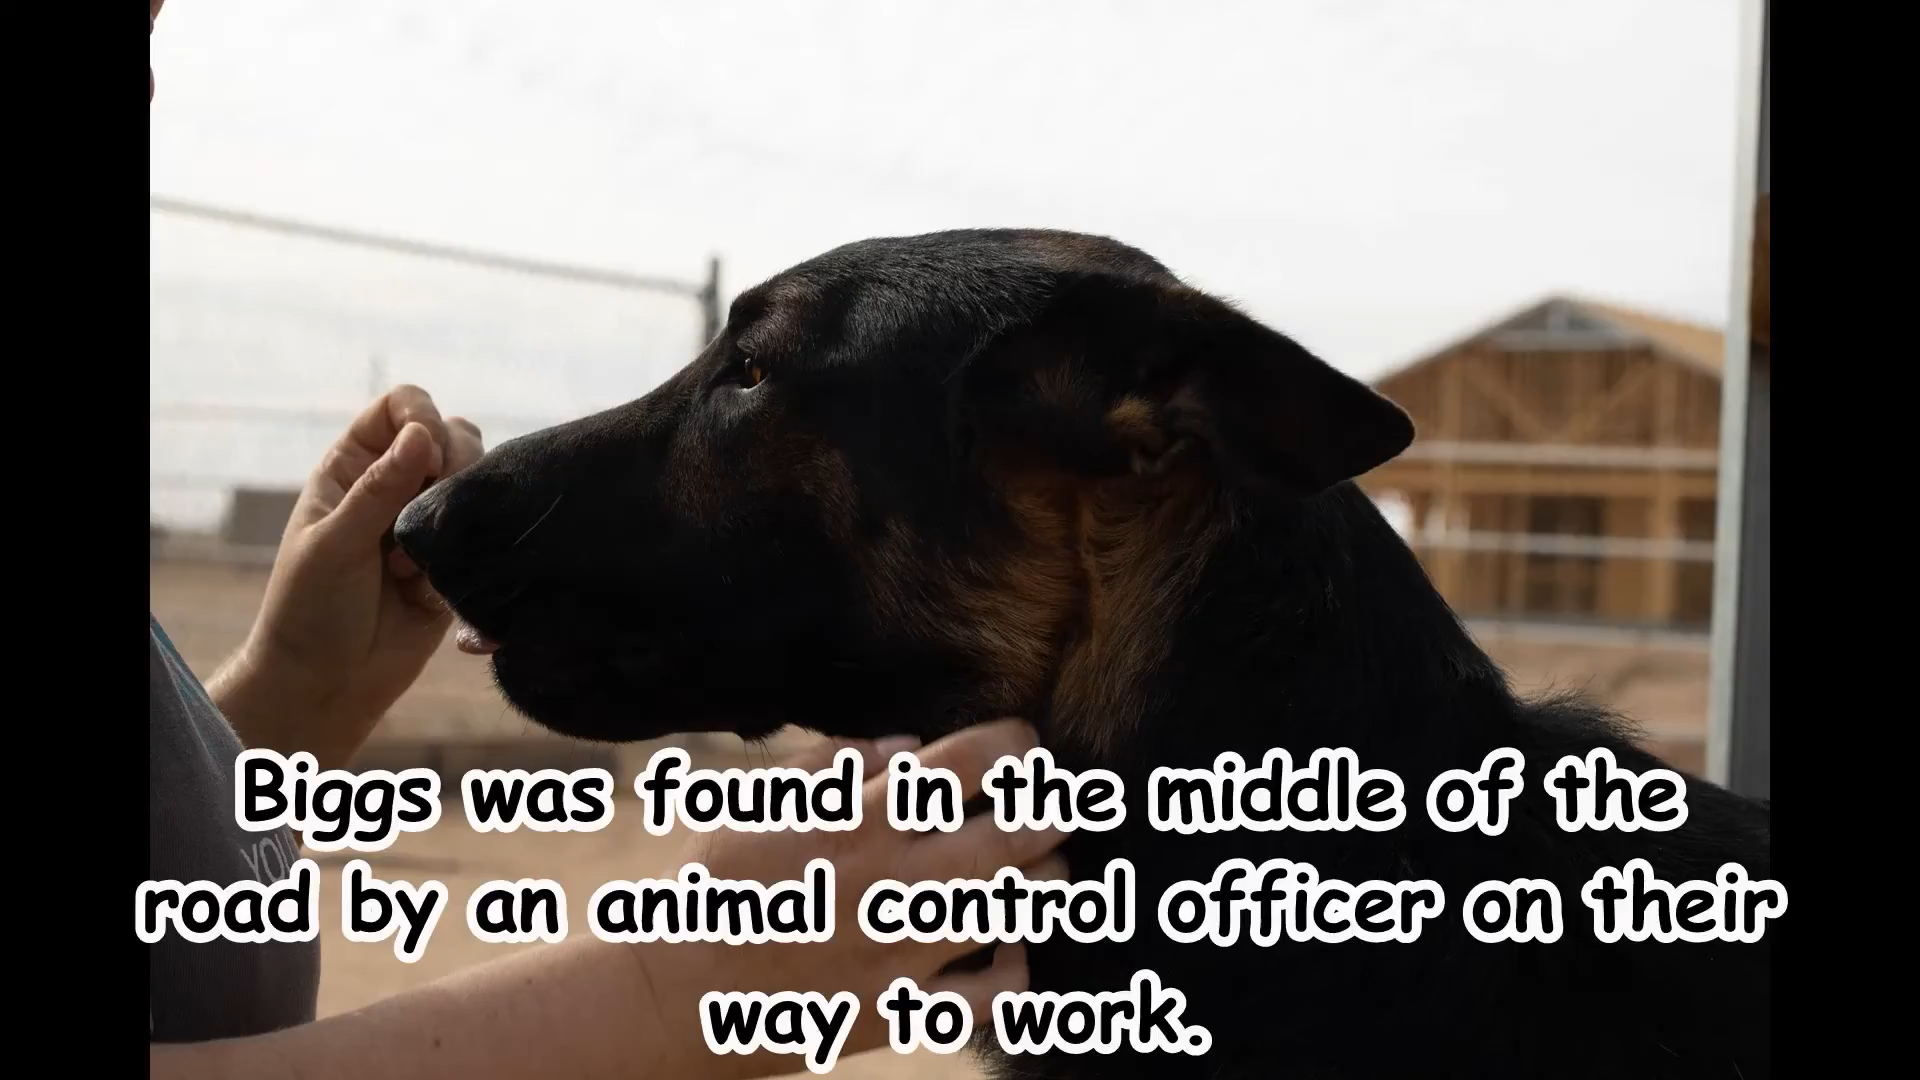 Biggs was found in the middle of the
road by an animal control officer on their
way to work.
YOU